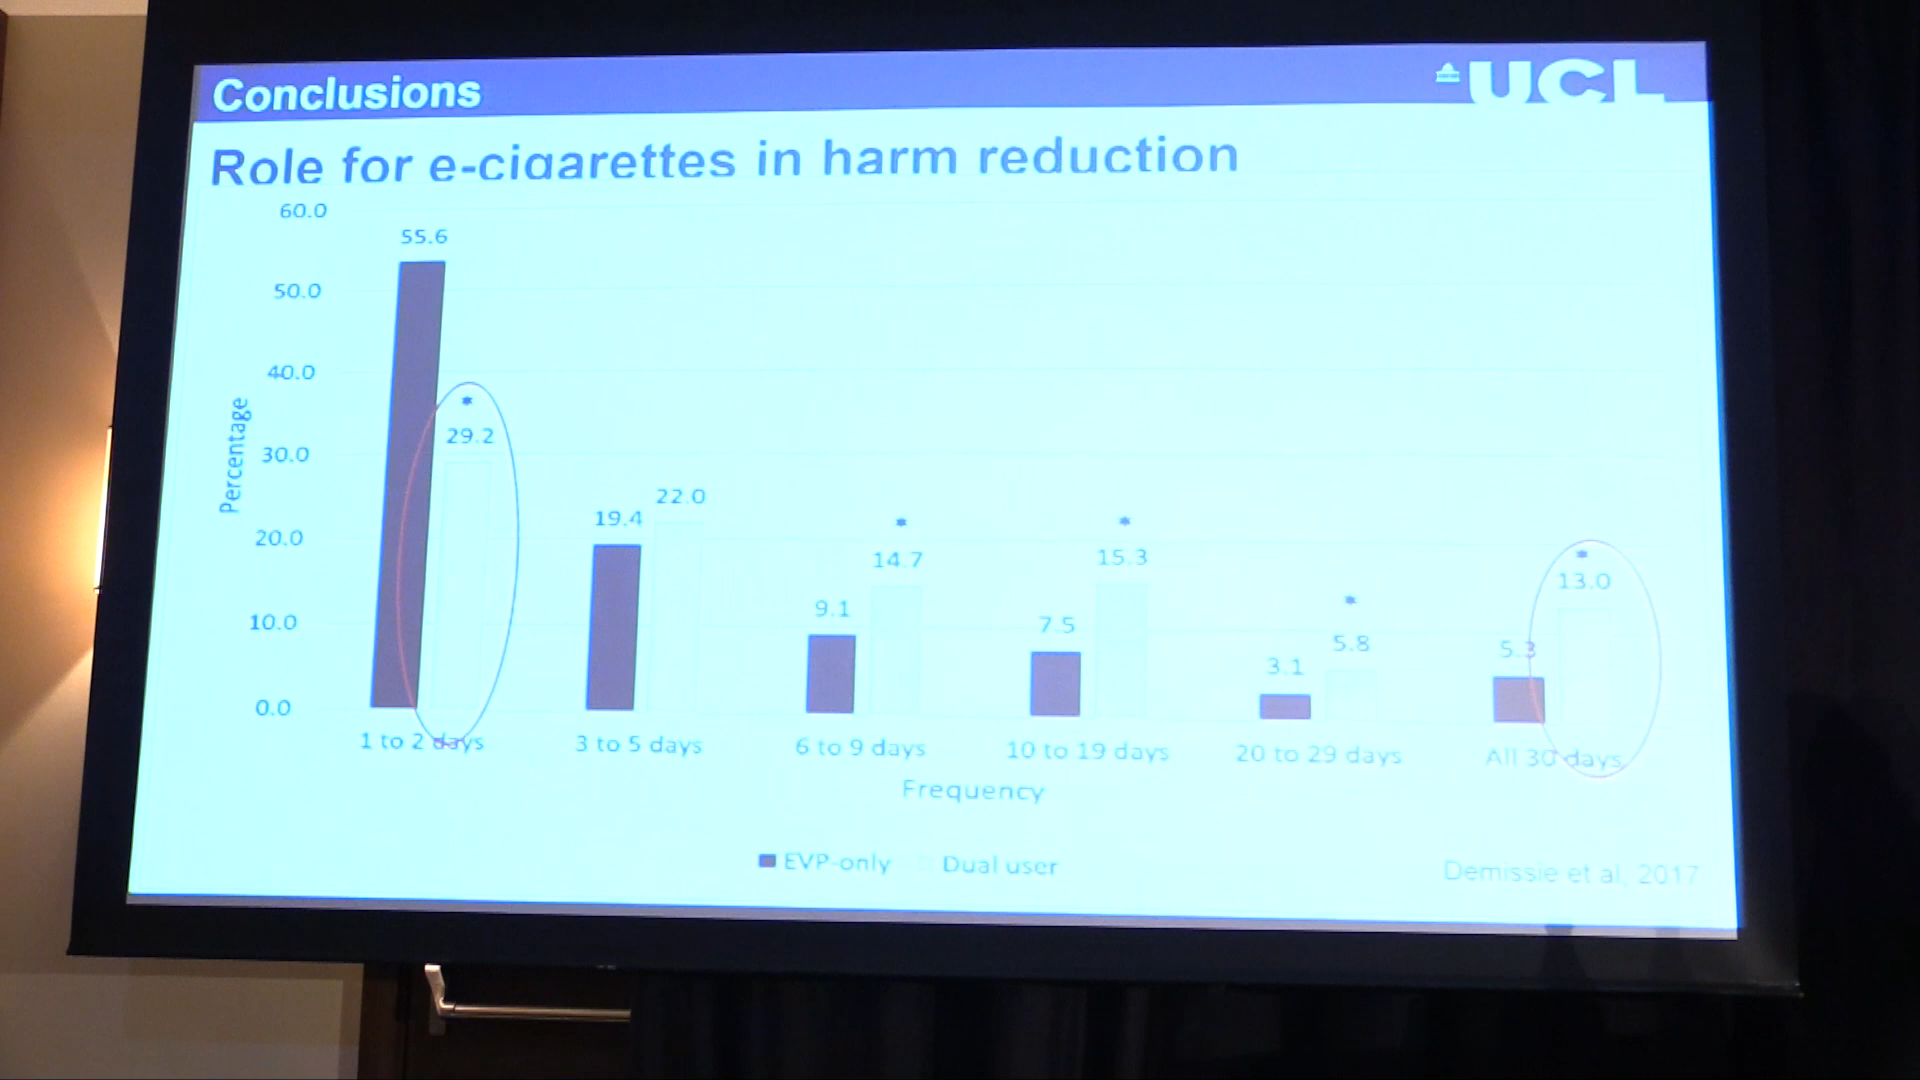 Conclusions
UCL
Role for e-cigarettes in harm reduction
60.0
50.0
40.0
30.0
20.0
10.0
0.0
Percentage
55.6
*
29.2
19.4
22.0
9.1
*
14.7
7.5
*
15.3
3.1
*
5.8
5.3
*
13.0
1 to 2 days
3 to 5 days
6 to 9 days
10 to 19 days
20 to 29 days
All 30 days
Frequency
EVP-only
Dual user
Demissie et al, 2017